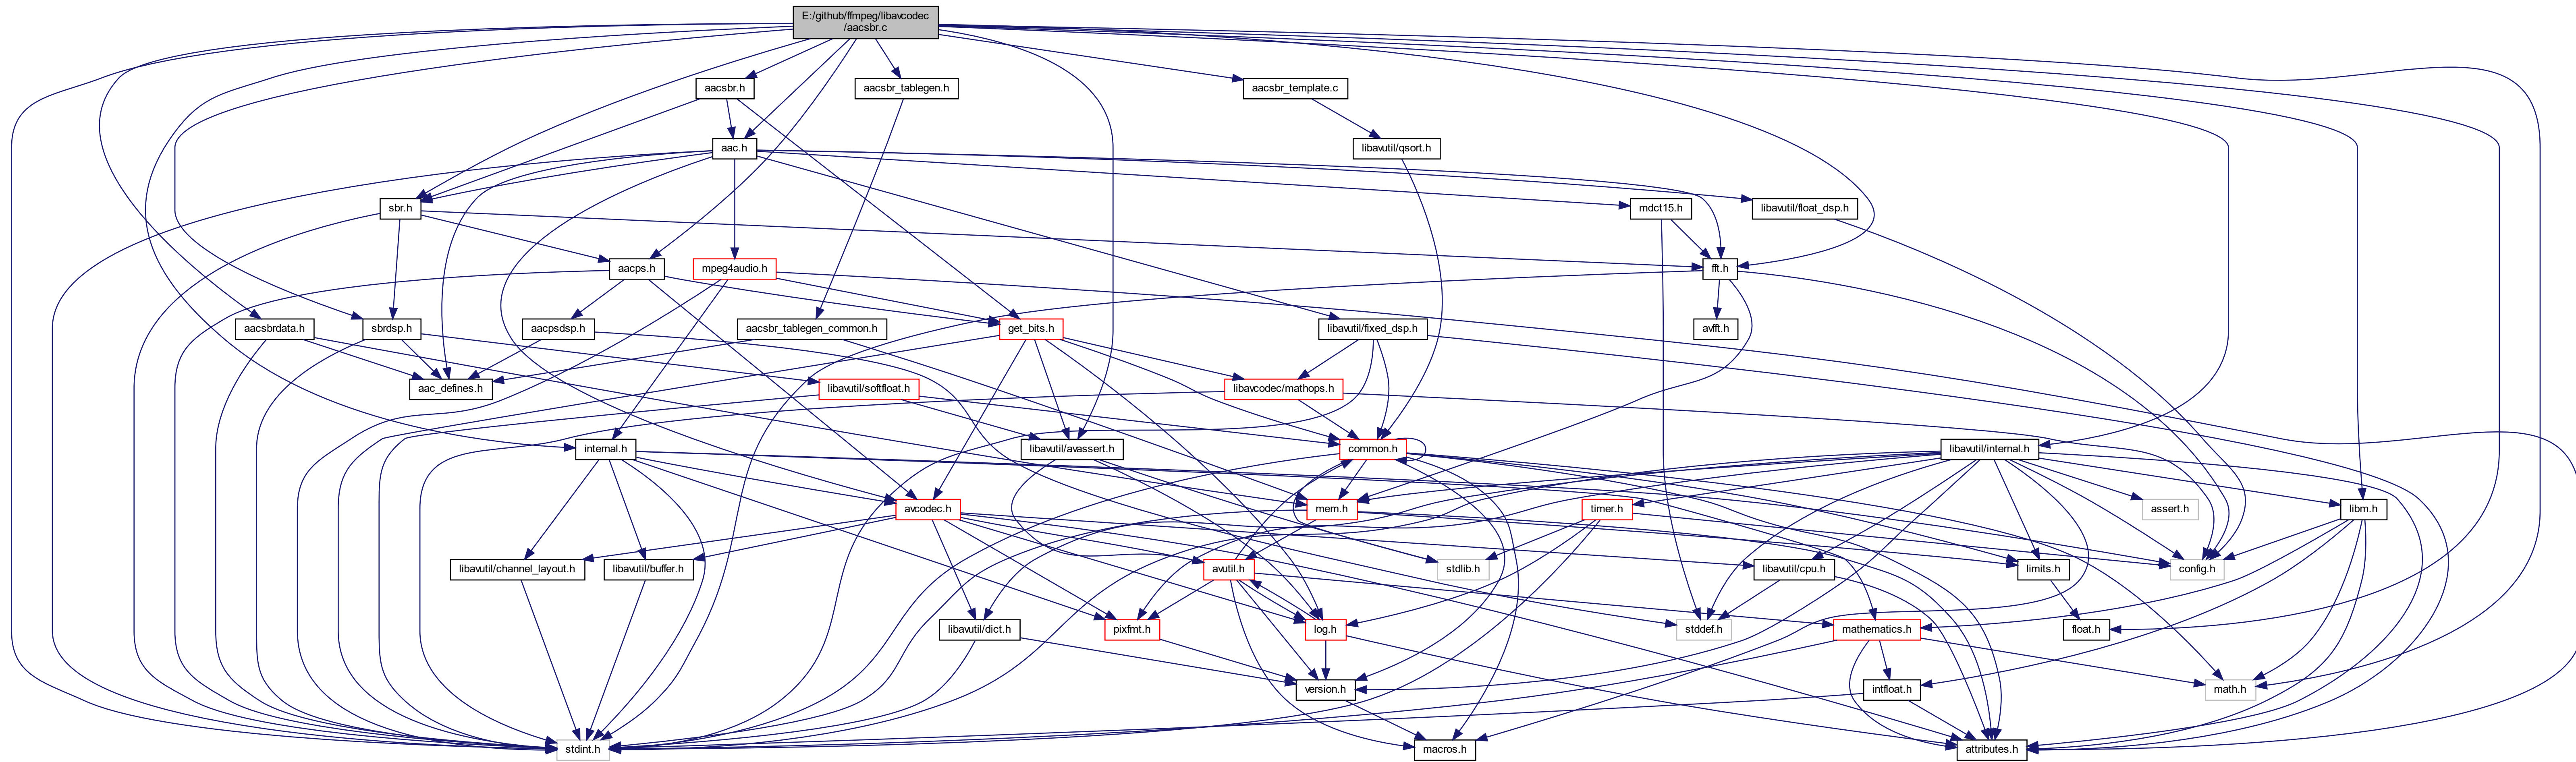 E:/github/ffmpeg/libavcodec
/aacsbr.c
aacsbr.h
aacsbr_tablegen.h
aacsbr_template.c
aac.h
libavutil/qsort.h
sbr.h
mdct15.h
libavutil/float_dsp.h
aacps.h
mpeg4audio.h
fft.h
aacsbrdata.h
sbrdsp.h
aacpsdsp.h
aacsbr_tablegen_common.h
get_bits.h
libavutil/fixed_dsp.h
avfft.h
aac_defines.h
libavutil/softfloat.h
libavcodec/mathops.h
internal.h
libavutil/avassert.h
common.h
libavutil/internal.h
avcodec.h
mem.h
timer.h
assert.h
libm.h
libavutil/channel_layout.h
libavutil/buffer.h
avutil.h
stdlib.h
libavutil/cpu.h
limits.h
config.h
libavutil/dict.h
pixfmt.h
log.h
stddef.h
mathematics.h
float.h
version.h
intfloat.h
math.h
stdint.h
macros.h
attributes.h